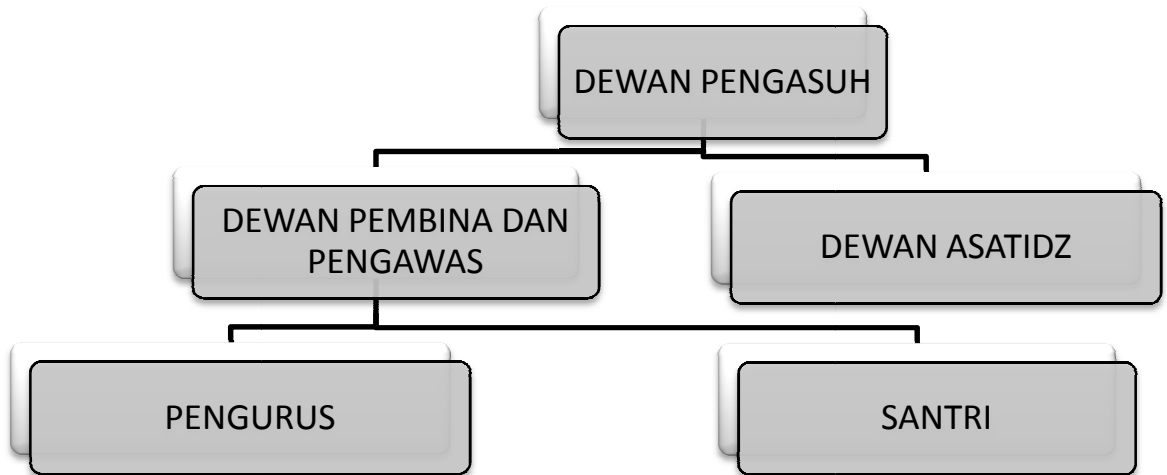 DEWAN PENGASUH
DEWAN PEMBINA DAN
PENGAWAS
DEWAN ASATIDZ
PENGURUS
SANTRI